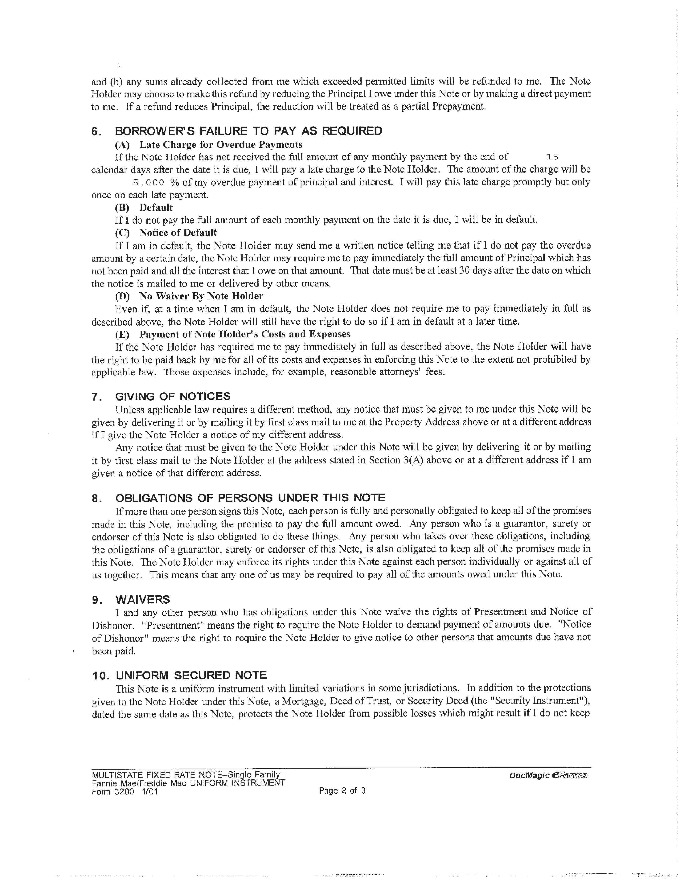 and (b) any sums already collected from me which exceeded permitted limits will be refunded to me. The Note
Holder may choose to make this refund by reducing the Principal I owe under this Note or by making a direct payment
to me. If a refund reduces Principal, the reduction will be treated as a partial Prepayment.
6. BORROWER'S FAILURE TO PAY AS REQUIRED
(A) Late Charge for Overdue Payments
If the Note Holder has not received the full amount of any monthly payment by the end of 15
calendar days after the date it is due, I will pay a late charge to the Note Holder. The amount of the charge will be
5.000 % of my overdue payment of principal and interest. I will pay this late charge promptly but only
once on each late payment.
(B) Default
If I do not pay the full amount of each monthly payment on the date it is due, I will be in default.
(C) Notice of Default
If I am in default, the Note Holder may send me a written notice telling me that if I do not pay the overdue
amount by a certain date, the Note Holder may require me to pay immediately the full amount of Principal which has
not been paid and all the interest that I owe on that amount. That date must be at least 30 days after the date on which
the notice is mailed to me or delivered by other means.
(D) No Waiver By Note Holder
Even if, at a time when I am in default, the Note Holder does not require me to pay immediately in full as
described above, the Note Holder will still have the right to do so if I am in default at a later time.
(E) Payment of Note Holder's Costs and Expenses
If the Note Holder has required me to pay immediately in full as described above, the Note Holder will have
the right to be paid back by me for all of its costs and expenses in enforcing this Note to the extent not prohibited by
applicable law. Those expenses include, for example, reasonable attorneys' fees.
7. GIVING OF NOTICES
Unless applicable law requires a different method, any notice that must be given to me under this Note will be
given by delivering it or by mailing it by first class mail to me at the Property Address above or at a different address
if I give the Note Holder a notice of my different address.
Any notice that must be given to the Note Holder under this Note will be given by delivering it or by mailing
it by first class mail to the Note Holder at the address stated in Section 3(A) above or at a different address if I am
given a notice of that different address.
8. OBLIGATIONS OF PERSONS UNDER THIS NOTE
If more than one person signs this Note, each person is fully and personally obligated to keep all of the promises
made in this Note, including the promise to pay the full amount owed. Any person who is a guarantor, surety or
endorser of this Note is also obligated to do these things. Any person who takes over these obligations, including
the obligations of a guarantor, surety or endorser of this Note, is also obligated to keep all of the promises made in
this Note. The Note Holder may enforce its rights under this Note against each person individually or against all of
us together. This means that any one of us may be required to pay all of the amounts owed under this Note.
9. WAIVERS
I and any other person who has obligations under this Note waive the rights of Presentment and Notice of
Dishonor. "Presentment" means the right to require the Note Holder to demand payment of amounts due. "Notice
of Dishonor" means the right to require the Note Holder to give notice to other persons that amounts due have not
been paid.
10. UNIFORM SECURED NOTE
This Note is a uniform instrument with limited variations in some jurisdictions. In addition to the protections
given to the Note Holder under this Note, a Mortgage, Deed of Trust, or Security Deed (the "Security Instrument"),
dated the same date as this Note, protects the Note Holder from possible losses which might result if I do not keep
MULTISTATE FIXED RATE NOTE--Single Family
Fannie Mae/Freddie Mac UNIFORM INSTRUMENT
Form 3200 1/01
Page 2 of 3
DocMagic